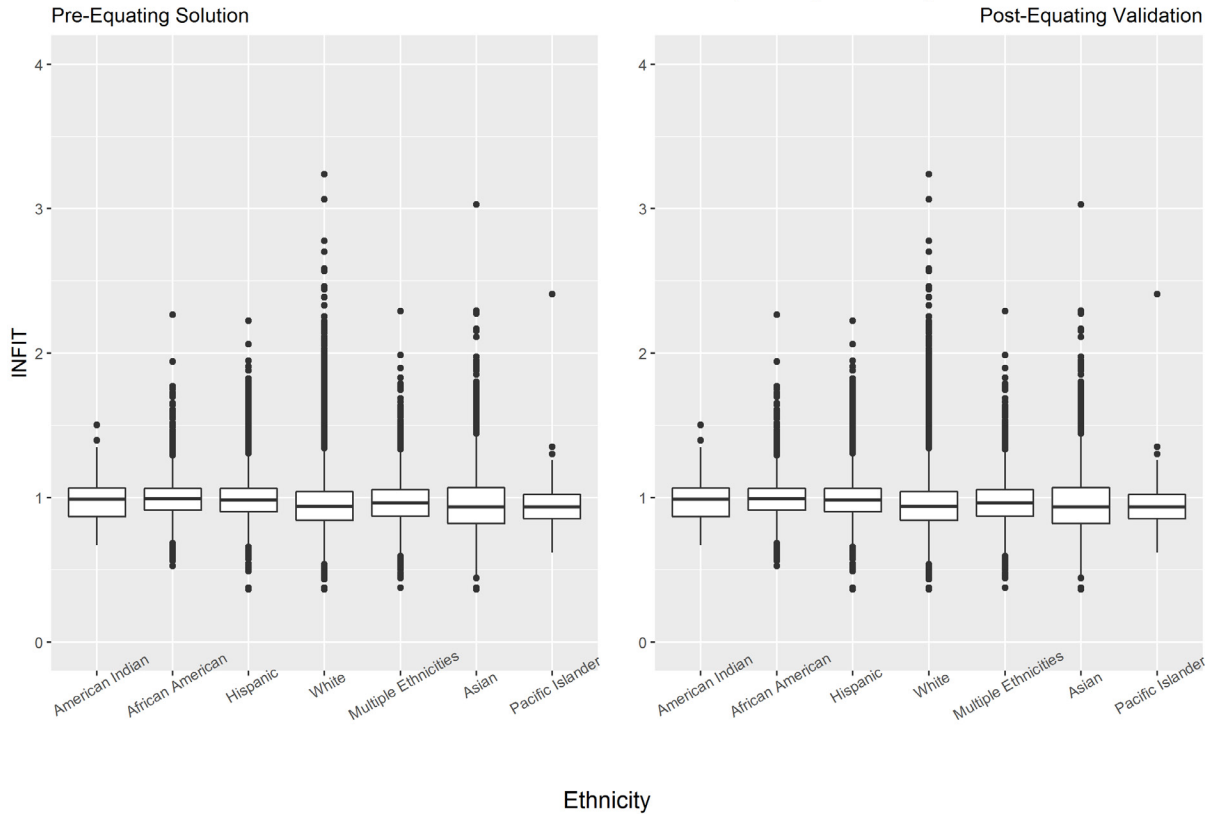 Pre-Equating Solution
Post-Equating Validation
INFIT
4
3
2
1
0
American Indian
African American
Hispanic
White
Multiple Ethnicities
Asian
Pacific Islander
4
3
2
1
0
American Indian
African American
Hispanic
White
Multiple Ethnicities
Asian
Pacific Islander
Ethnicity